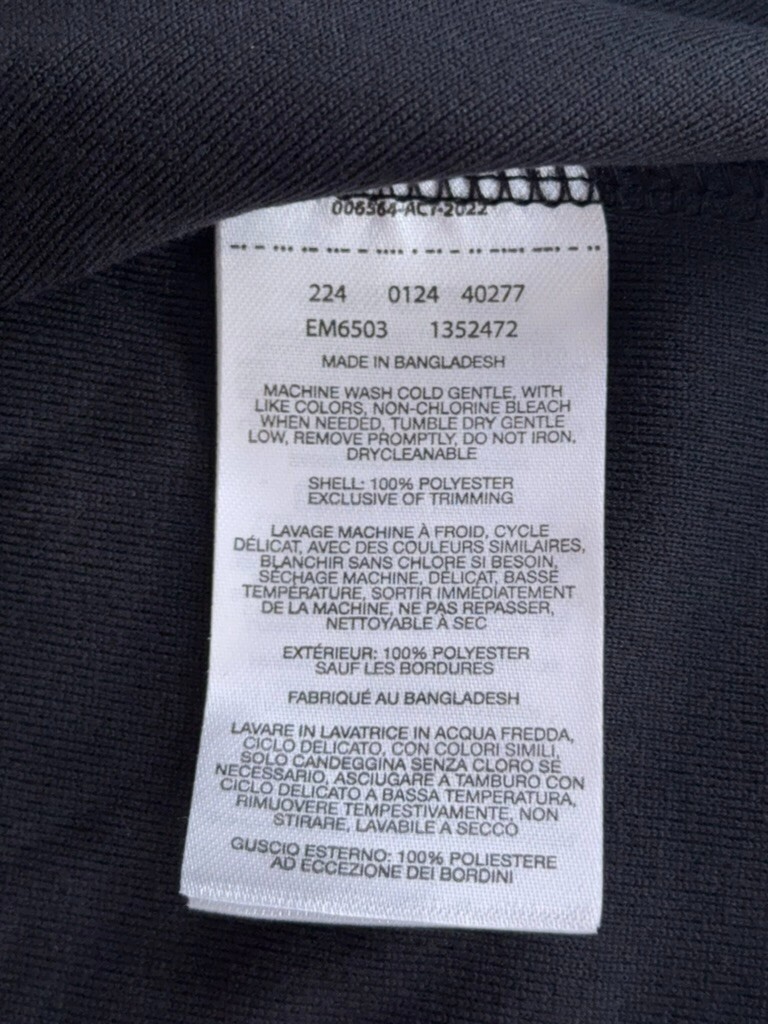 006564-ACT-2022
224 0124 40277
EM6503 1352472
MADE IN BANGLADESH
MACHINE WASH COLD GENTLE, WITH
LIKE COLORS, NON-CHLORINE BLEACH
WHEN NEEDED, TUMBLE DRY GENTLE
LOW, REMOVE PROMPTLY, DO NOT IRON,
DRYCLEANABLE
SHELL: 100% POLYESTER
EXCLUSIVE OF TRIMMING
LAVAGE MACHINE À FROID, CYCLE
DÉLICAT, AVEC DES COULEURS SIMILAIRES,
BLANCHIR SANS CHLORE SI BESOIN,
SÉCHAGE MACHINE, DÉLICAT, BASSE
TEMPÉRATURE, SORTIR IMMÉDIATEMENT
DE LA MACHINE, NE PAS REPASSER,
NETTOYABLE À SEC
EXTÉRIEUR: 100% POLYESTER
SAUF LES BORDURES
FABRIQUÉ AU BANGLADESH
LAVARE IN LAVATRICE IN ACQUA FREDDA,
CICLO DELICATO, CON COLORI SIMILI,
SOLO CANDEGGINA SENZA CLORO SE
NECESSARIO, ASCIUGARE A TAMBURO CON
CICLO DELICATO A BASSA TEMPERATURA,
RIMUOVERE TEMPESTIVAMENTE, NON
STIRARE, LAVABILE A SECCO
GUSCIO ESTERNO: 100% POLIESTERE
AD ECCEZIONE DEI BORDINI